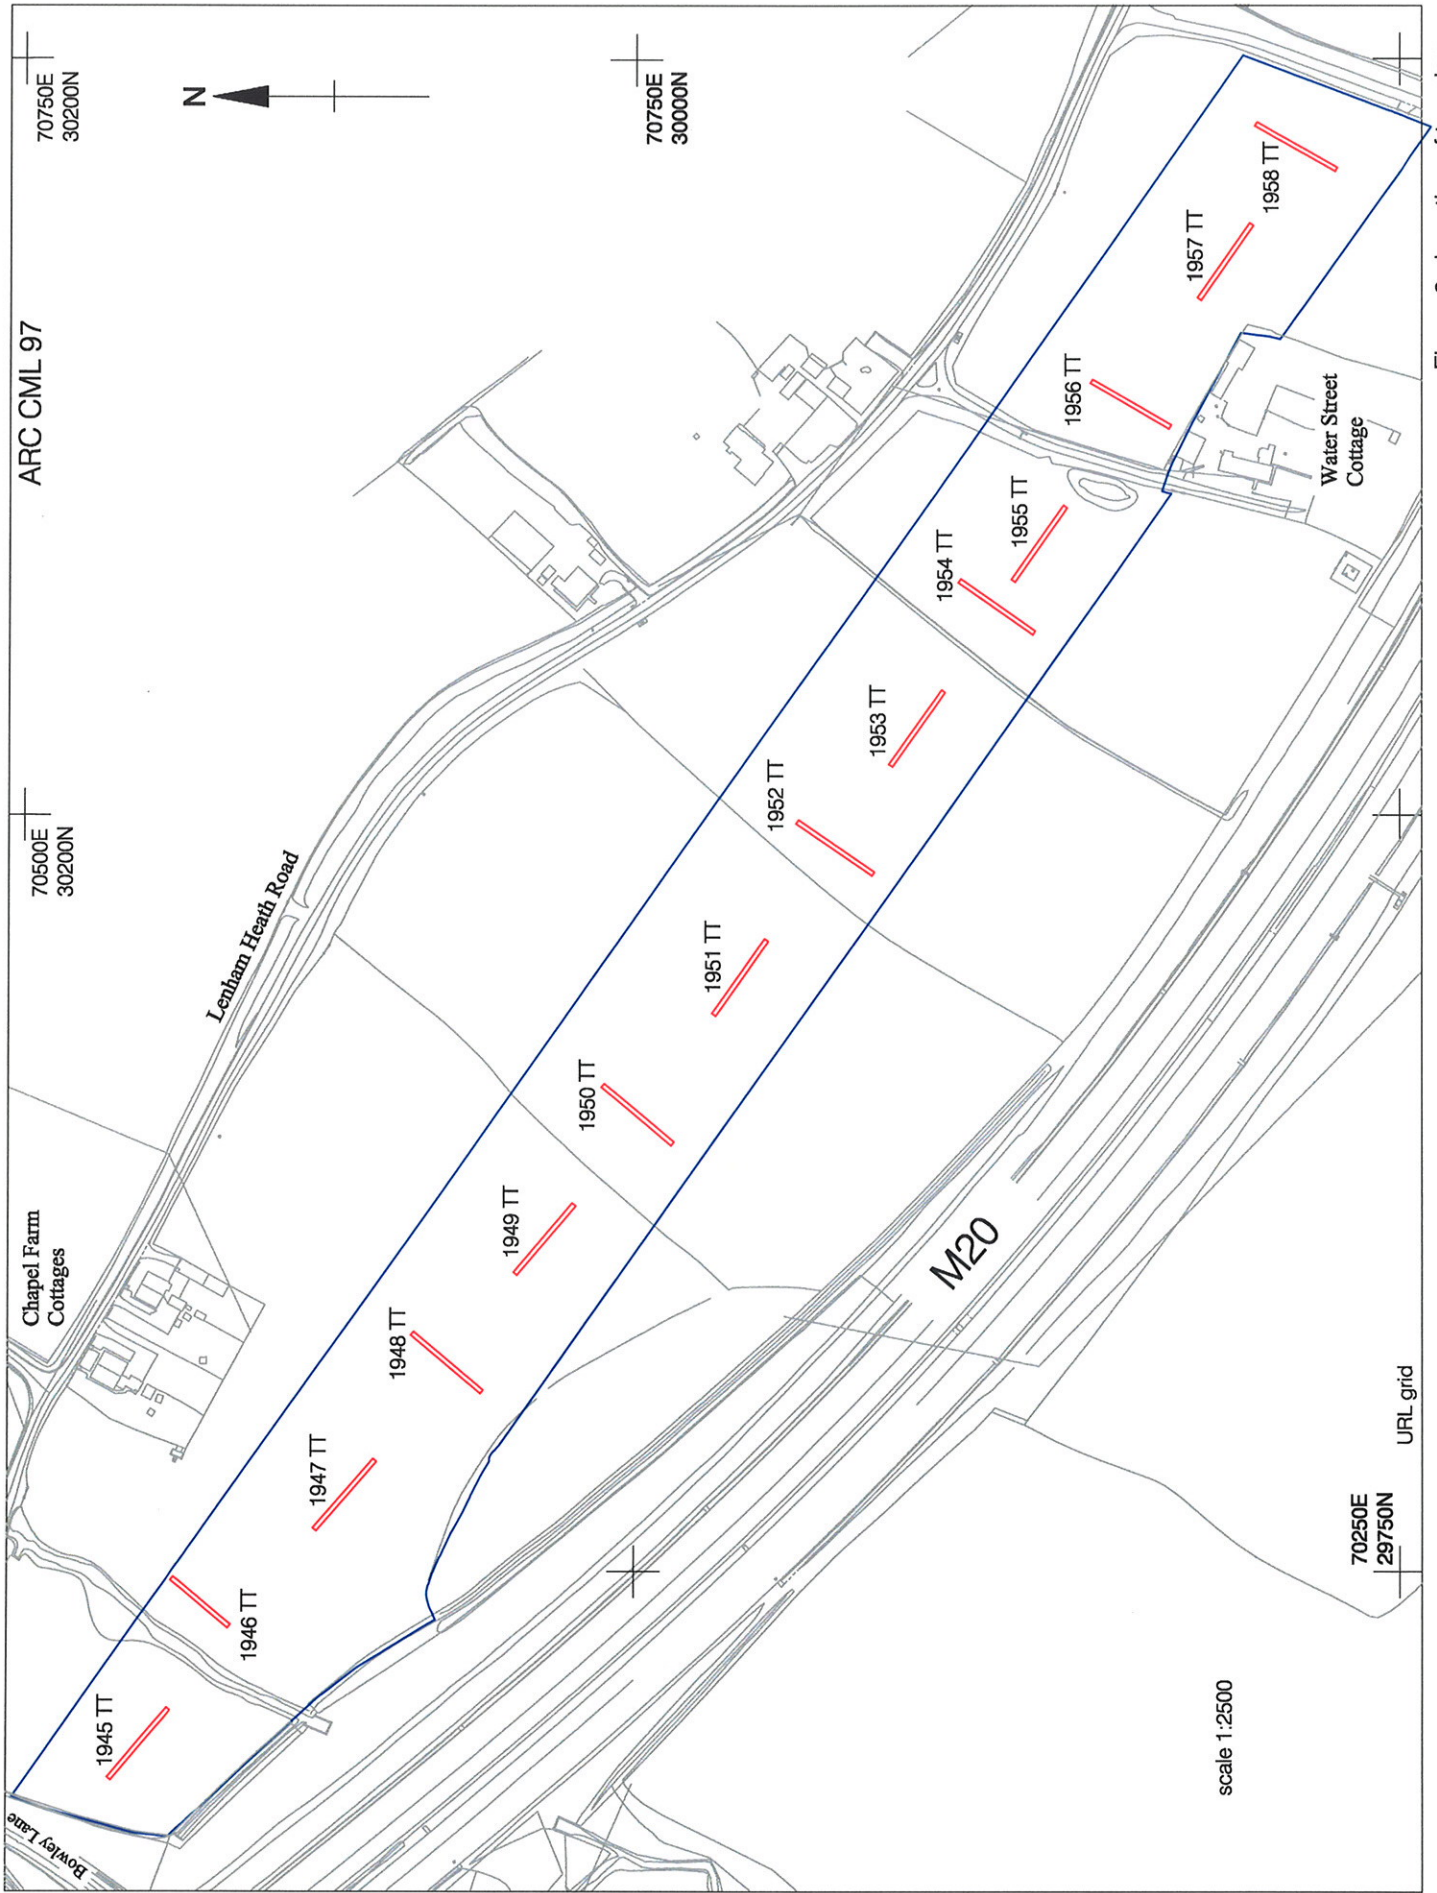 ARC CML 97
70500E
30200N
70750E
30200N
N
Chapel Farm
Cottages
Lenham Heath Road
Bowley Lane
1945 TT
1946 TT
1947 TT
1948 TT
1949 TT
1950 TT
1951 TT
1952 TT
1953 TT
1954 TT
1955 TT
1956 TT
1957 TT
1958 TT
70750E
30000N
Water Street
Cottage
M20
scale 1:2500
70250E
29750N
URL grid